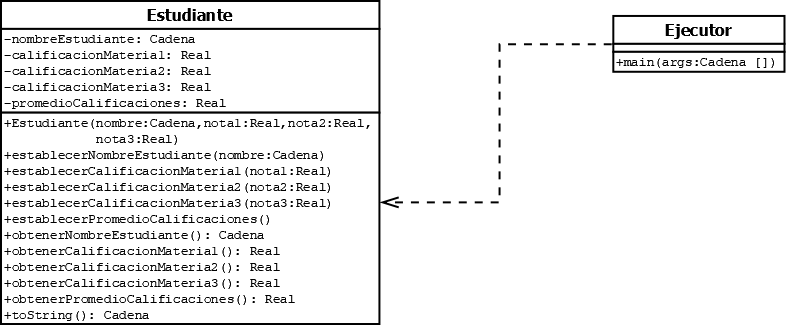 Estudiante
-nombreEstudiante: Cadena
-calificacionMateria1: Real
-calificacionMateria2: Real
-calificacionMateria3: Real
-promedioCalificaciones: Real
+Estudiante(nombre:Cadena,nota1:Real,nota2:Real,
nota3:Real)
+establecerNombreEstudiante(nombre:Cadena)
+establecerCalificacionMateria1(nota1:Real)
+establecerCalificacionMateria2(nota2:Real)
+establecerCalificacionMateria3(nota3:Real)
+establecerPromedioCalificaciones()
+obtenerNombreEstudiante(): Cadena
+obtenerCalificacionMateria1(): Real
+obtenerCalificacionMateria2(): Real
+obtenerCalificacionMateria3(): Real
+obtenerPromedioCalificaciones(): Real
+toString(): Cadena
Ejecutor
+main(args:Cadena [])